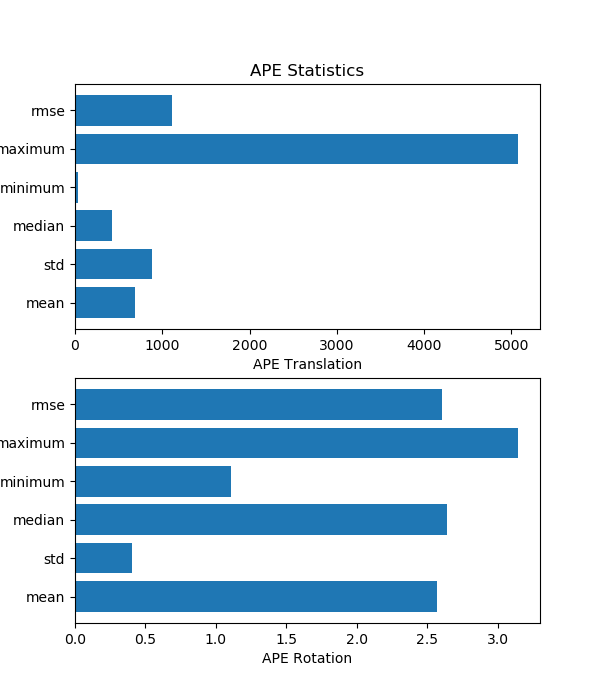 APE Statistics
rmse
maximum
minimum
median
std
mean
0 1000 2000 3000 4000 5000
APE Translation
rmse
maximum
minimum
median
std
mean
0.0 0.5 1.0 1.5 2.0 2.5 3.0
APE Rotation